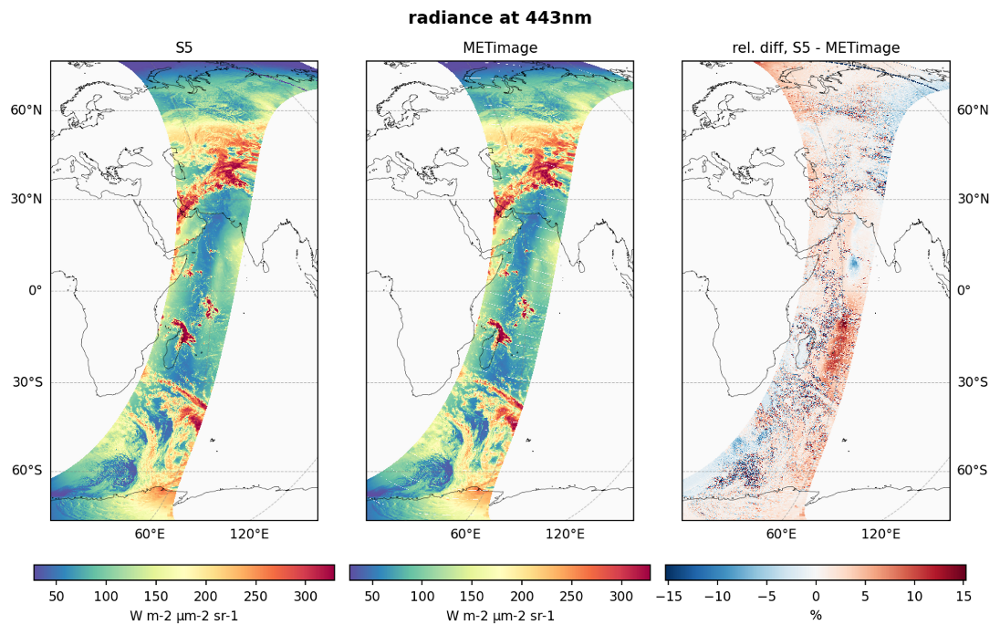 radiance at 443nm
S5
METimage
rel. diff, S5 - METimage
60°N
30°N
0°
30°S
60°S
60°N
30°N
0°
30°S
60°S
60°E
120°E
60°E
120°E
60°E
120°E
50 100 150 200 250 300
50 100 150 200 250 300
−15 −10 −5 0 5 10 15
W m-2 µm-2 sr-1
W m-2 µm-2 sr-1
%